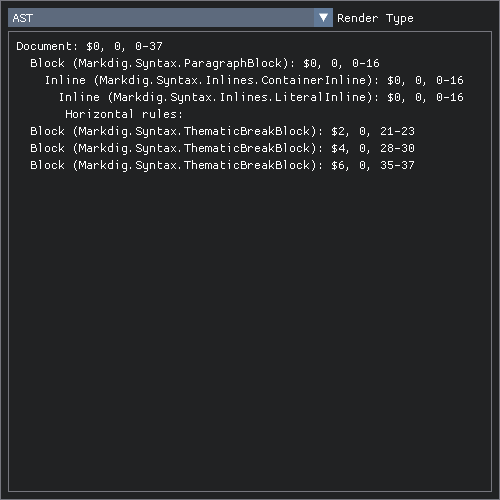 AST ▼ Render Type
Document: $0, 0, 0-37
Block (Markdig.Syntax.ParagraphBlock): $0, 0, 0-16
Inline (Markdig.Syntax.Inlines.ContainerInline): $0, 0, 0-16
Inline (Markdig.Syntax.Inlines.LiteralInline): $0, 0, 0-16
Horizontal rules:
Block (Markdig.Syntax.ThematicBreakBlock): $2, 0, 21-23
Block (Markdig.Syntax.ThematicBreakBlock): $4, 0, 28-30
Block (Markdig.Syntax.ThematicBreakBlock): $6, 0, 35-37